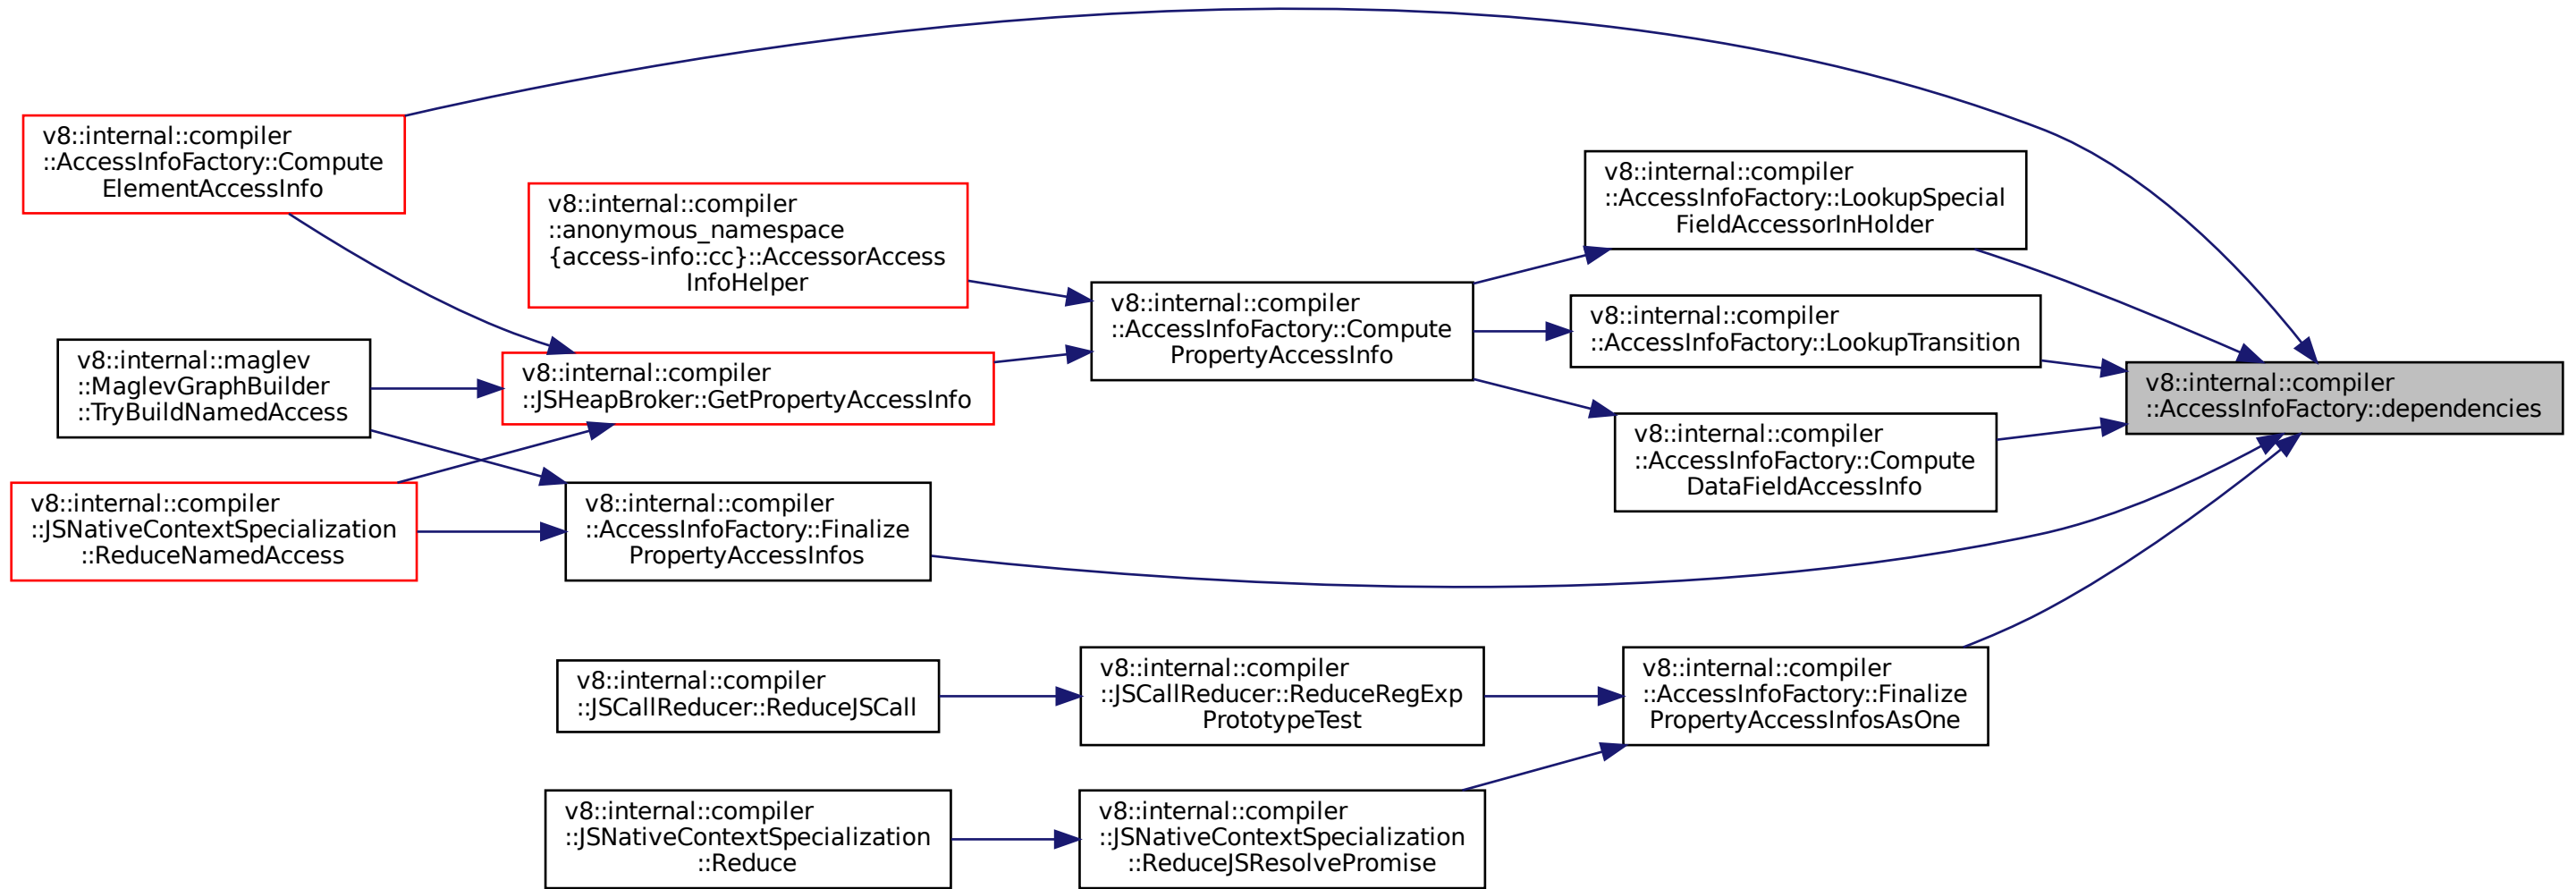 v8::internal::compiler
::AccessInfoFactory::Compute
ElementAccessInfo
v8::internal::maglev
::MaglevGraphBuilder
::TryBuildNamedAccess
v8::internal::compiler
::JSNativeContextSpecialization
::ReduceNamedAccess
v8::internal::compiler
::anonymous_namespace
{access-info::cc}::AccessorAccess
InfoHelper
v8::internal::compiler
::JSHeapBroker::GetPropertyAccessInfo
v8::internal::compiler
::AccessInfoFactory::Finalize
PropertyAccessInfos
v8::internal::compiler
::JSCallReducer::ReduceJSCall
v8::internal::compiler
::JSNativeContextSpecialization
::Reduce
v8::internal::compiler
::AccessInfoFactory::Compute
PropertyAccessInfo
v8::internal::compiler
::JSCallReducer::ReduceRegExp
PrototypeTest
v8::internal::compiler
::JSNativeContextSpecialization
::ReduceJSResolvePromise
v8::internal::compiler
::AccessInfoFactory::LookupSpecial
FieldAccessorInHolder
v8::internal::compiler
::AccessInfoFactory::LookupTransition
v8::internal::compiler
::AccessInfoFactory::Compute
DataFieldAccessInfo
v8::internal::compiler
::AccessInfoFactory::Finalize
PropertyAccessInfosAsOne
v8::internal::compiler
::AccessInfoFactory::dependencies